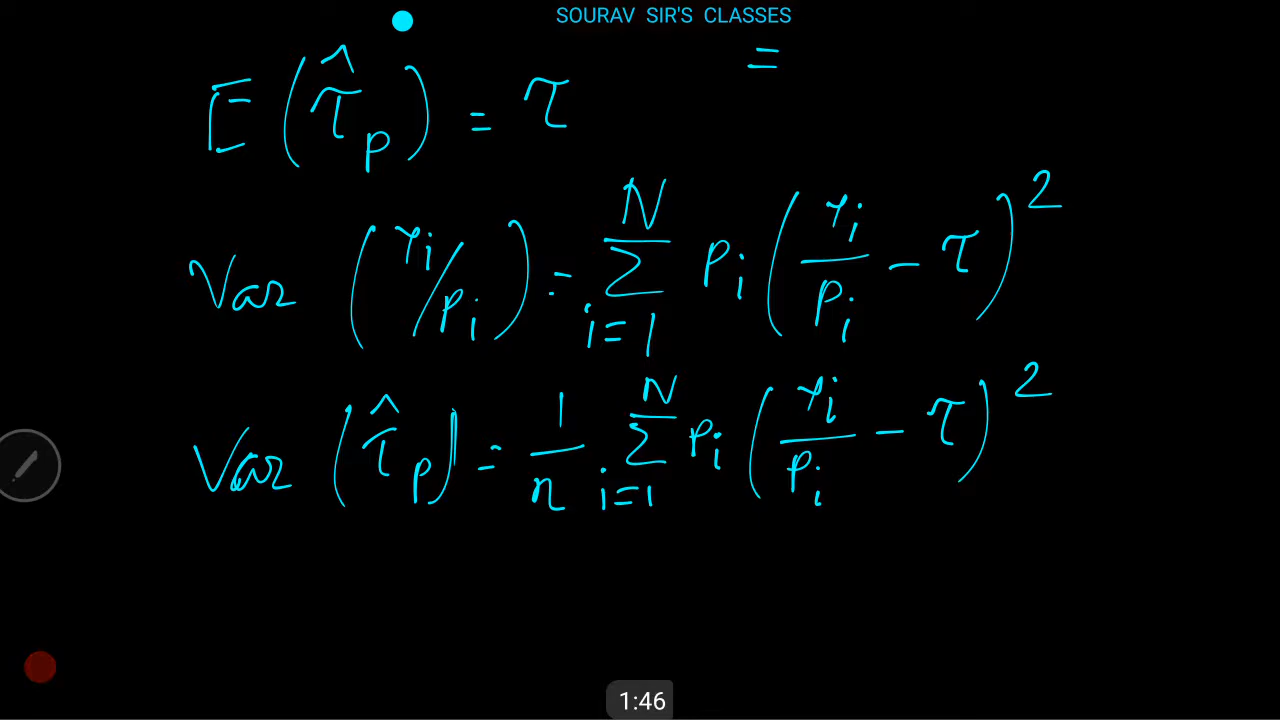 SOURAV SIR'S CLASSES
=
E(τ̂_p) = τ
Var (Y_i/P_i) = Σ_{i=1}^{N} P_i (Y_i/P_i − τ)^2
Var (τ̂_p) = 1/n Σ_{i=1}^{N} P_i (Y_i/P_i − τ)^2
1:46